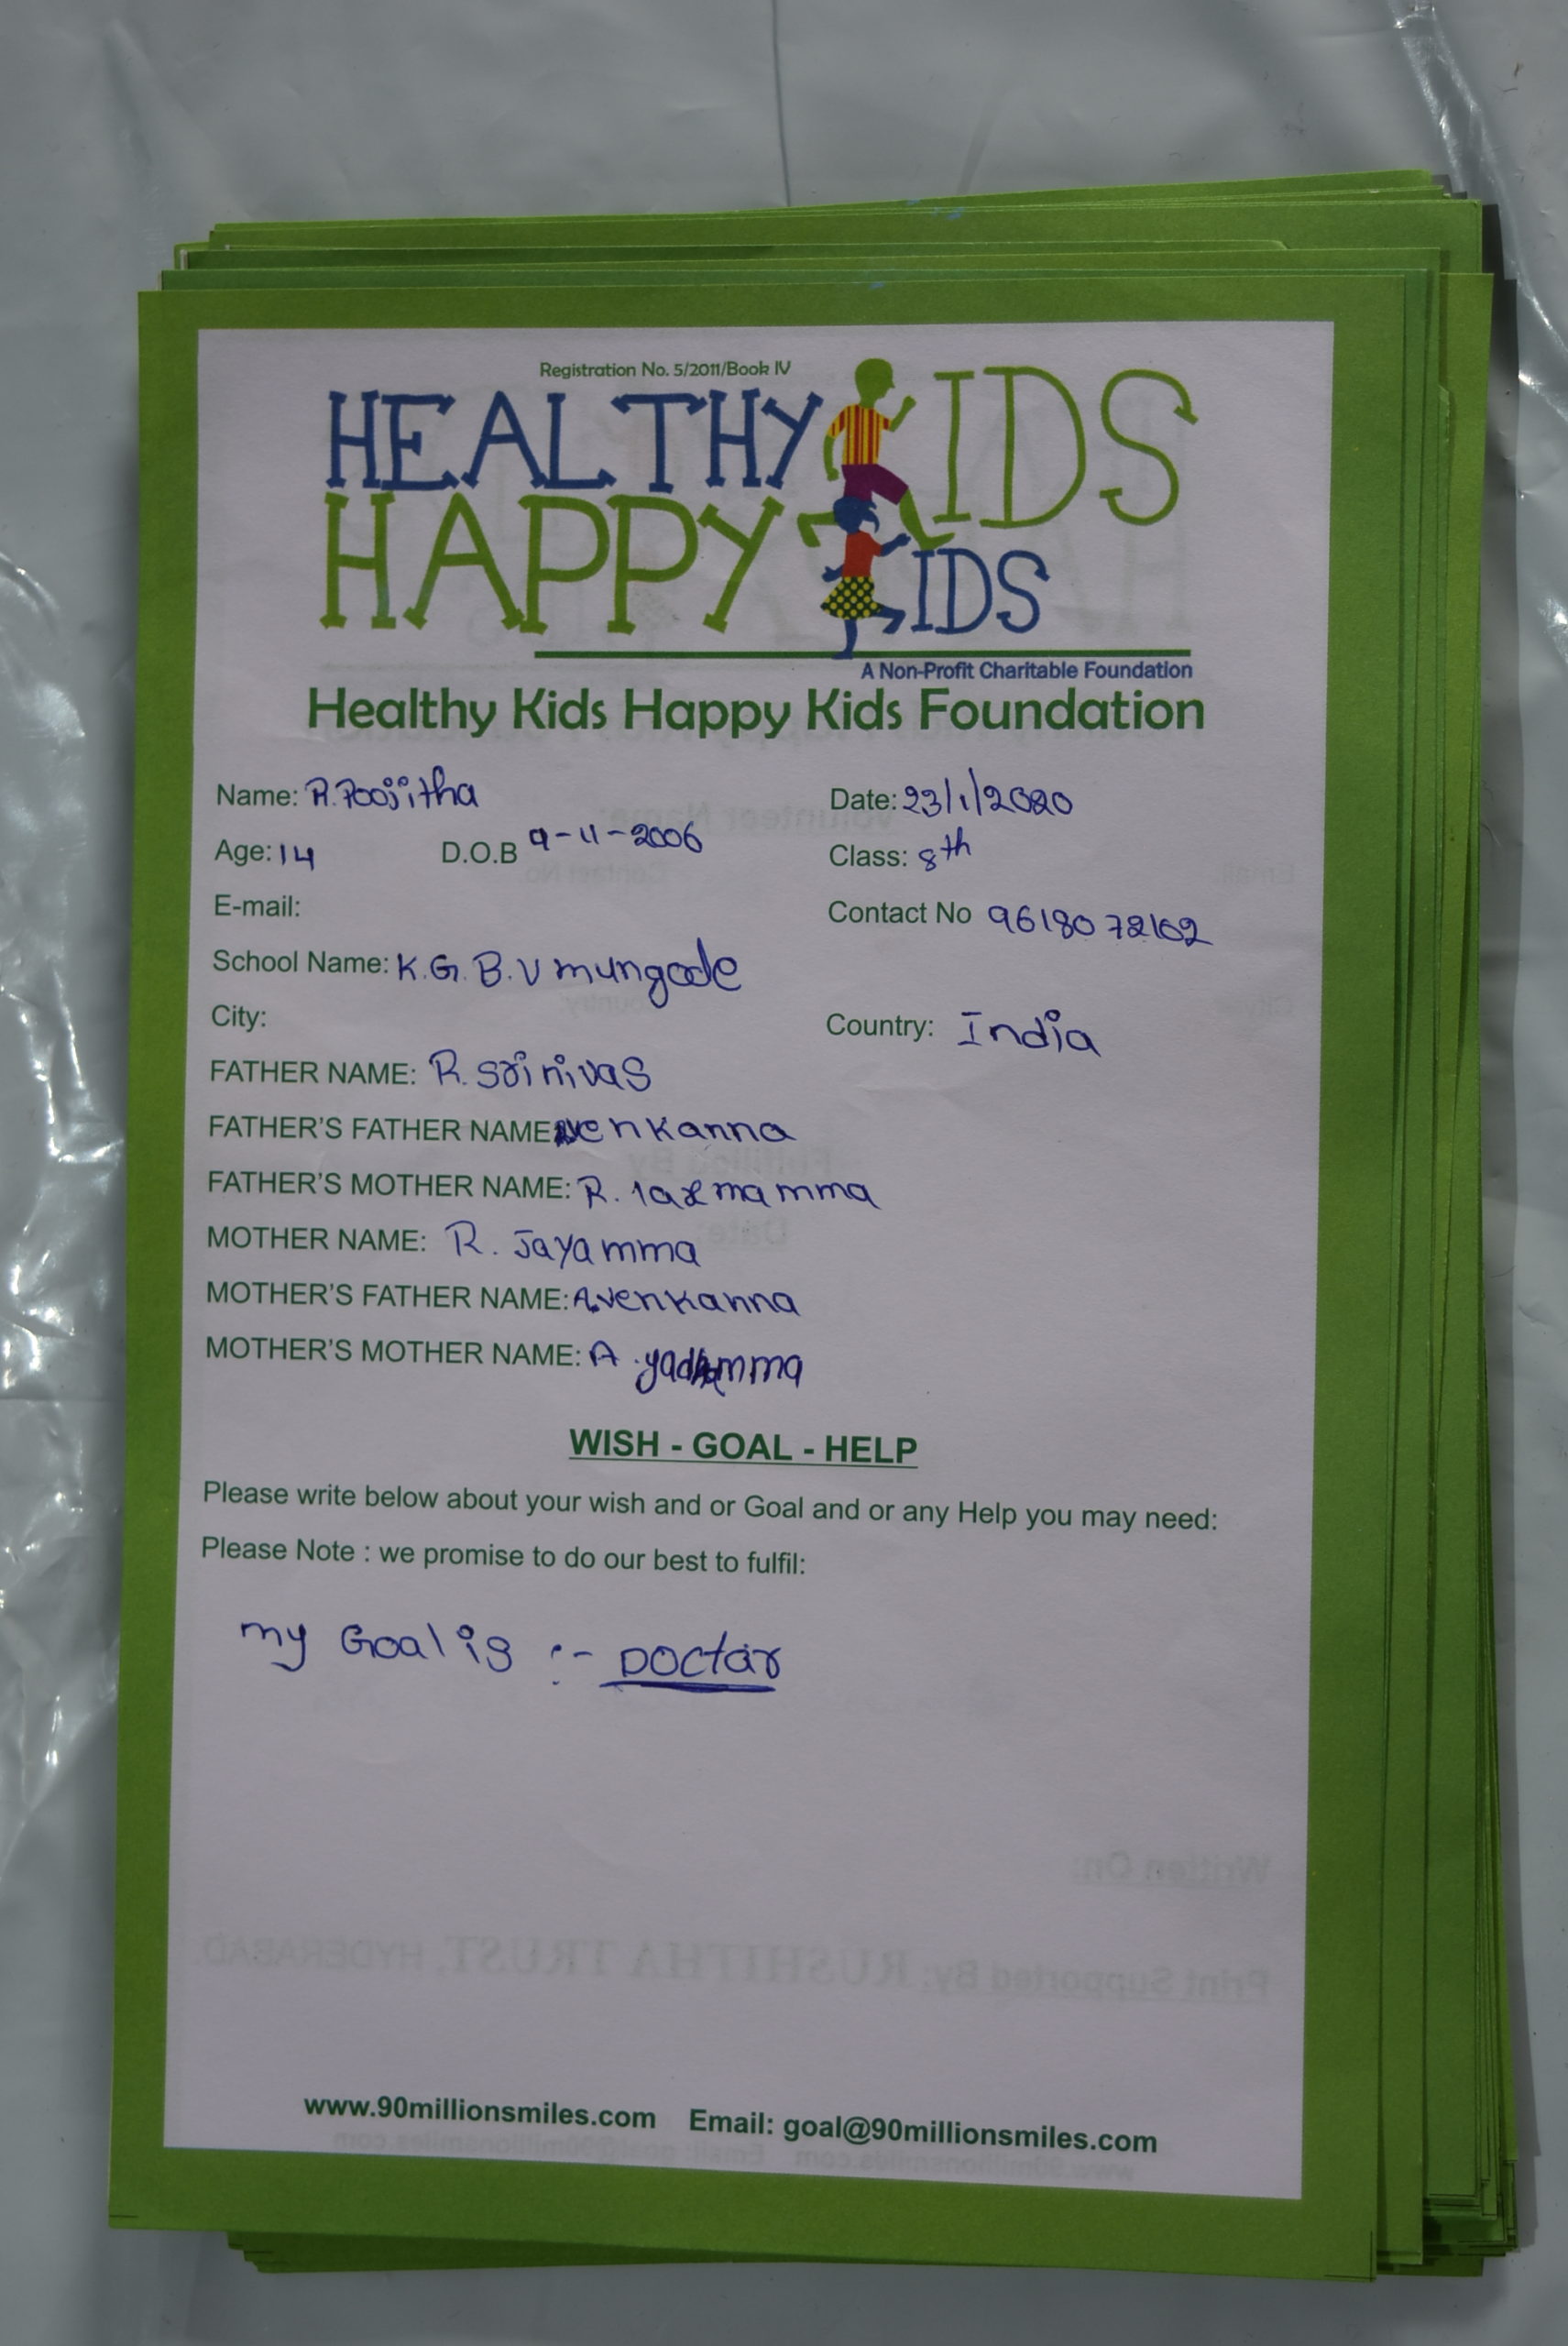 Registration No. 5/2011/Book IV
HEALTHY KIDS
HAPPY KIDS
A Non-Profit Charitable Foundation
Healthy Kids Happy Kids Foundation
Name: R.Poojitha Date: 23/1/2020
Age: 14 D.O.B 9-11-2006 Class: 8th
E-mail: Contact No 9618072162
School Name: K.G.B.V mungode
City: Country: India
FATHER NAME: R. Srinivas
FATHER'S FATHER NAME: venkanna
FATHER'S MOTHER NAME: R. laxmamma
MOTHER NAME: R. Jayamma
MOTHER'S FATHER NAME: A.venkanna
MOTHER'S MOTHER NAME: A.
WISH - GOAL - HELP
Please write below about your wish and or Goal and or any Help you may need:
Please Note : we promise to do our best to fulfil:
my Goal is :- Doctar
www.90millionsmiles.com Email: goal@90millionsmiles.com